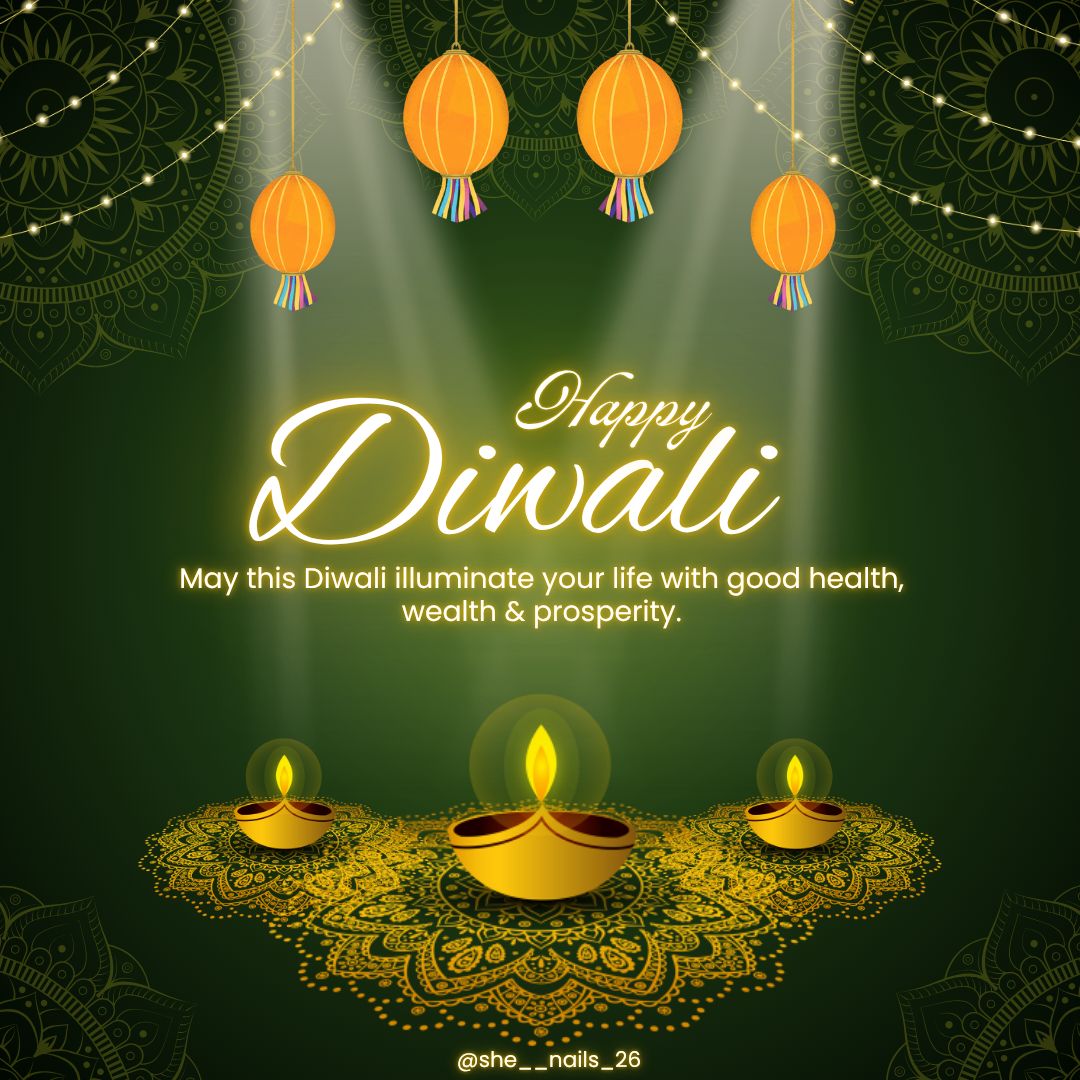 Happy
Diwali
May this Diwali illuminate your life with good health,
wealth & prosperity.
@she__nails_26